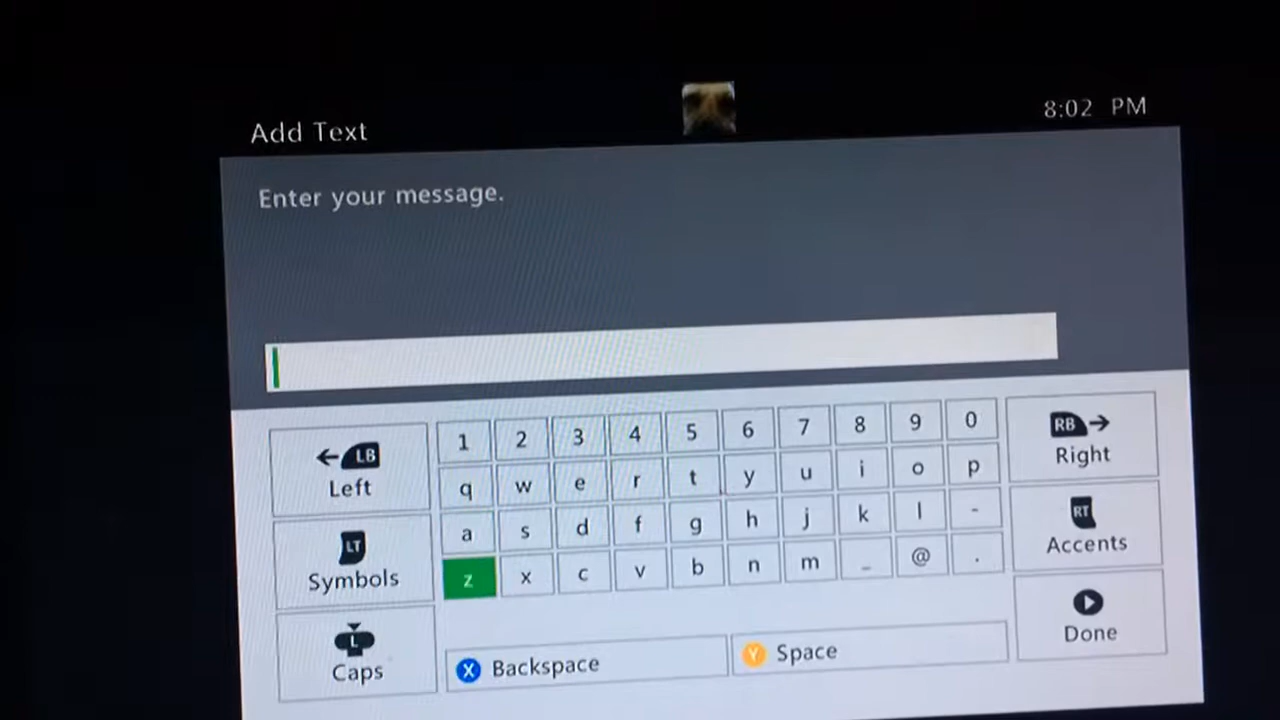 Add Text
8:02 PM
Enter your message.
LB
Left
1 2 3 4 5 6 7 8 9 0
RB
Right
q w e r t y u i o p
LT
Symbols
a s d f g h j k l -
RT
Accents
z x c v b n m _ @ .
L
Caps
X Backspace
Y Space
Done